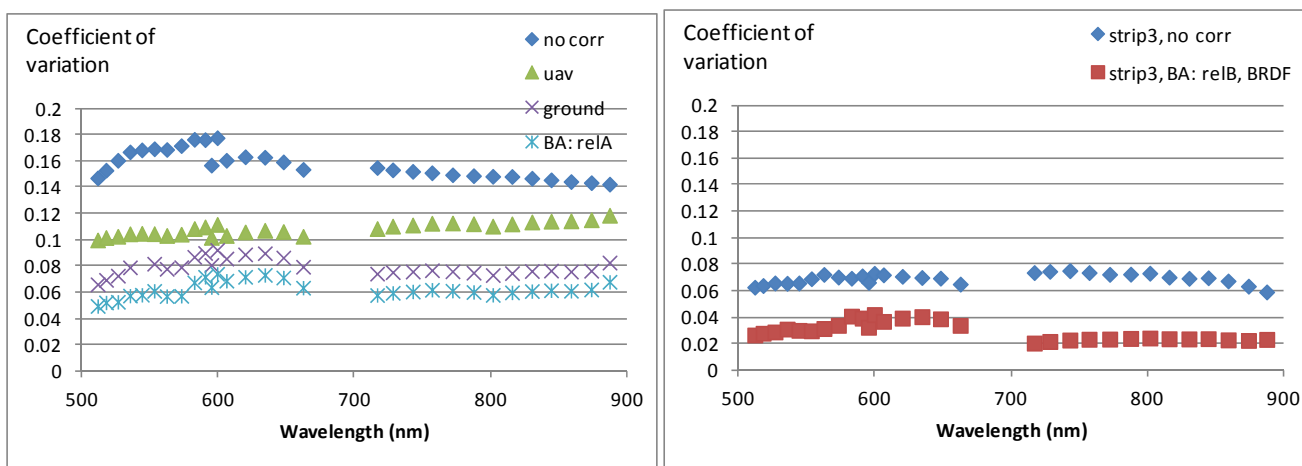 Coefficient of
variation
no corr
uav
ground
BA: relA
0.2
0.18
0.16
0.14
0.12
0.1
0.08
0.06
0.04
0.02
0
500 600 700 800 900
Wavelength (nm)
Coefficient of
variation
strip3, no corr
strip3, BA: relB, BRDF
0.2
0.18
0.16
0.14
0.12
0.1
0.08
0.06
0.04
0.02
0
500 600 700 800 900
Wavelength (nm)